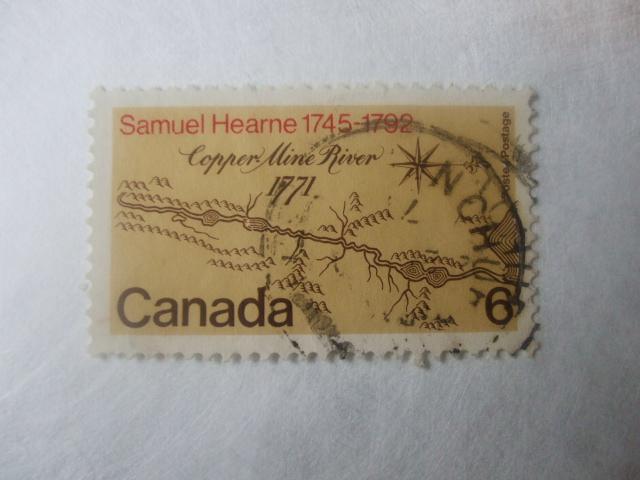 Samuel Hearne 1745-1792
Copper Mine River
1771
Postes/Postage
Canada
6